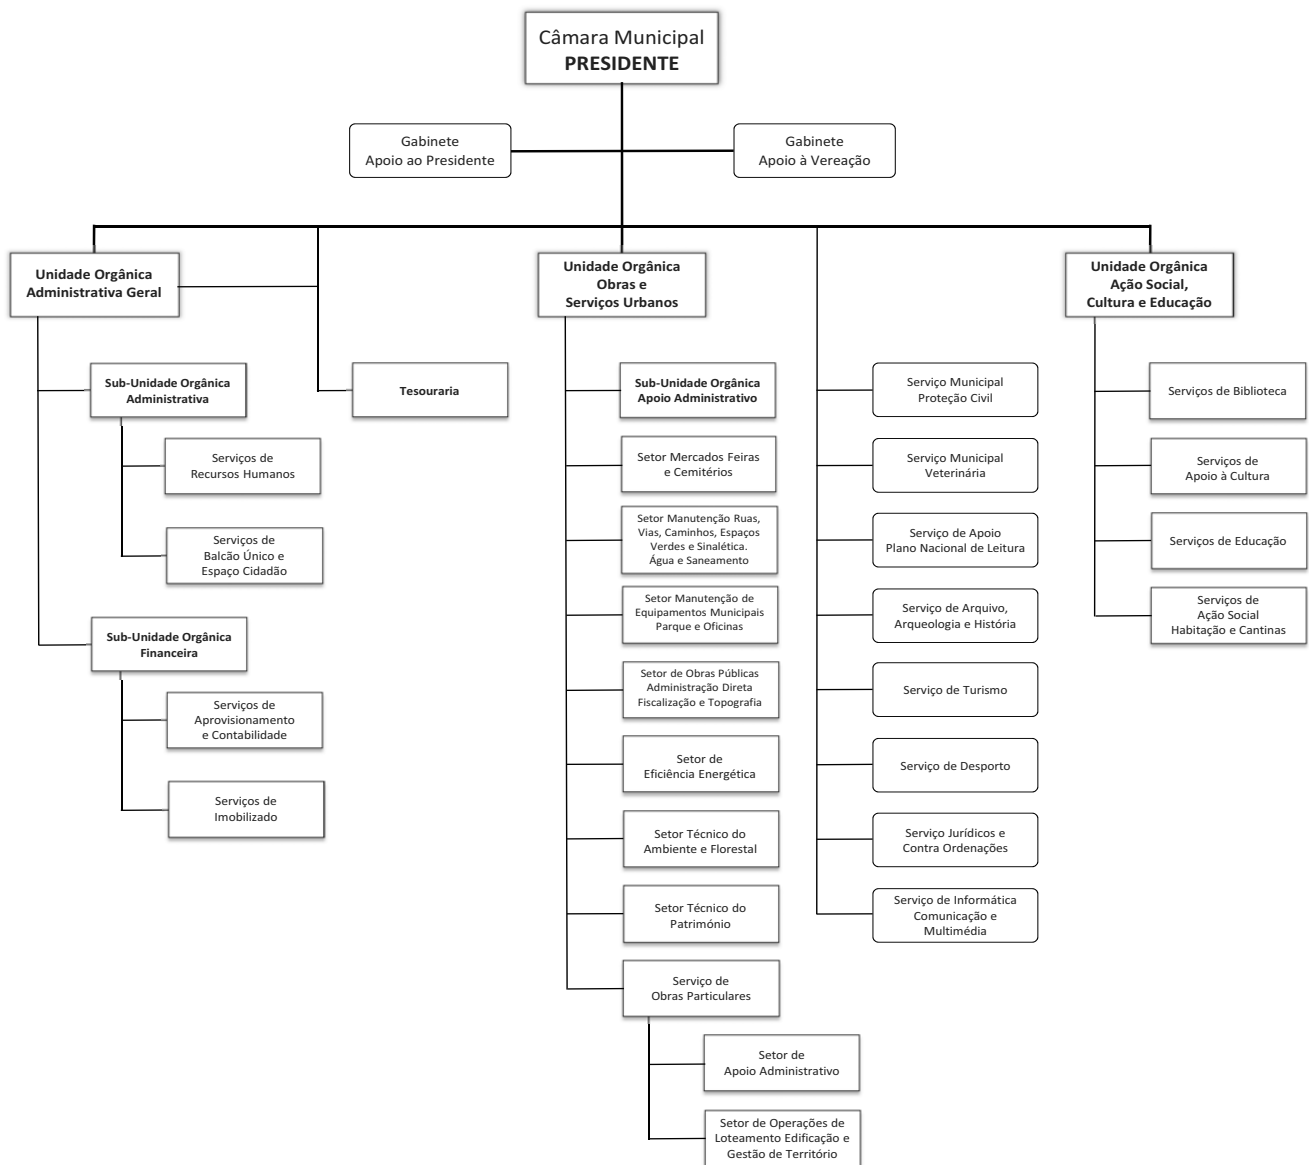 Câmara Municipal
PRESIDENTE
Gabinete
Apoio ao Presidente
Gabinete
Apoio à Vereação
Unidade Orgânica
Administrativa Geral
Sub-Unidade Orgânica
Administrativa
Serviços de
Recursos Humanos
Serviços de
Balcão Único e
Espaço Cidadão
Sub-Unidade Orgânica
Financeira
Serviços de
Aprovisionamento
e Contabilidade
Serviços de
Imobilizado
Tesouraria
Unidade Orgânica
Obras e
Serviços Urbanos
Sub-Unidade Orgânica
Apoio Administrativo
Setor Mercados Feiras
e Cemitérios
Setor Manutenção Ruas,
Vias, Caminhos, Espaços
Verdes e Sinalética.
Água e Saneamento
Setor Manutenção de
Equipamentos Municipais
Parque e Oficinas
Setor de Obras Públicas
Administração Direta
Fiscalização e Topografia
Setor de
Eficiência Energética
Setor Técnico do
Ambiente e Florestal
Setor Técnico do
Património
Serviço de
Obras Particulares
Setor de
Apoio Administrativo
Setor de Operações de
Loteamento Edificação e
Gestão de Território
Serviço Municipal
Proteção Civil
Serviço Municipal
Veterinária
Serviço de Apoio
Plano Nacional de Leitura
Serviço de Arquivo,
Arqueologia e História
Serviço de Turismo
Serviço de Desporto
Serviço Jurídicos e
Contra Ordenações
Serviço de Informática
Comunicação e
Multimédia
Unidade Orgânica
Ação Social,
Cultura e Educação
Serviços de Biblioteca
Serviços de
Apoio à Cultura
Serviços de Educação
Serviços de
Ação Social
Habitação e Cantinas